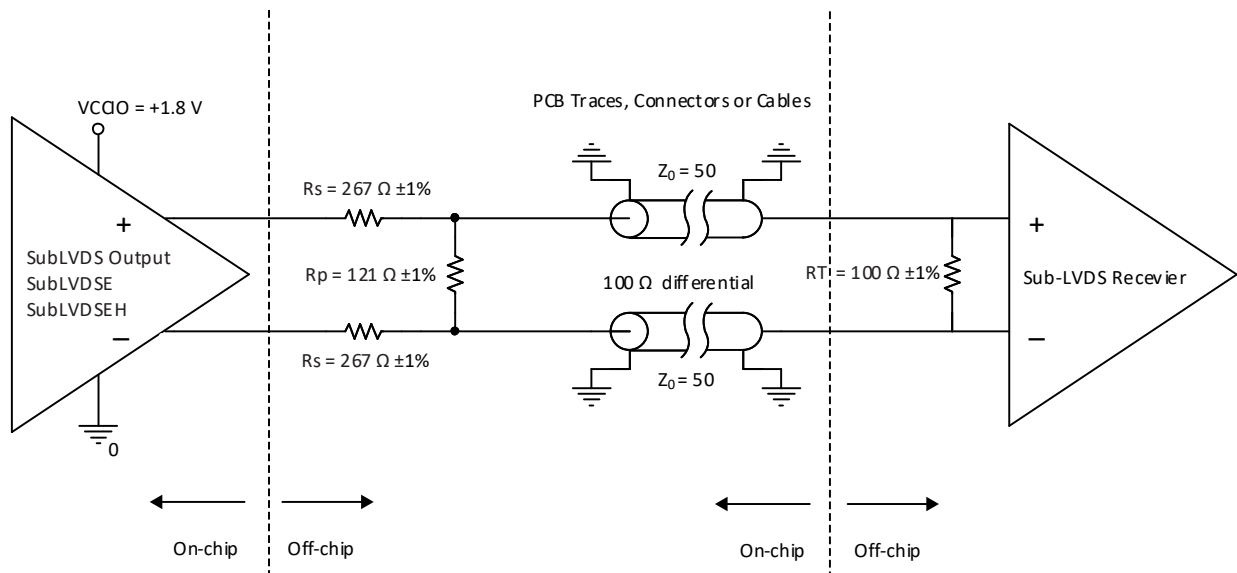 VCCIO = +1.8 V
PCB Traces, Connectors or Cables
Z0 = 50
Rs = 267 Ω ±1%
+
+
SubLVDS Output
SubLVDSE
SubLVDSEH
Rp = 121 Ω ±1%
100 Ω differential
RT = 100 Ω ±1%
Sub-LVDS Recevier
−
−
Rs = 267 Ω ±1%
Z0 = 50
0
On-chip
Off-chip
On-chip
Off-chip